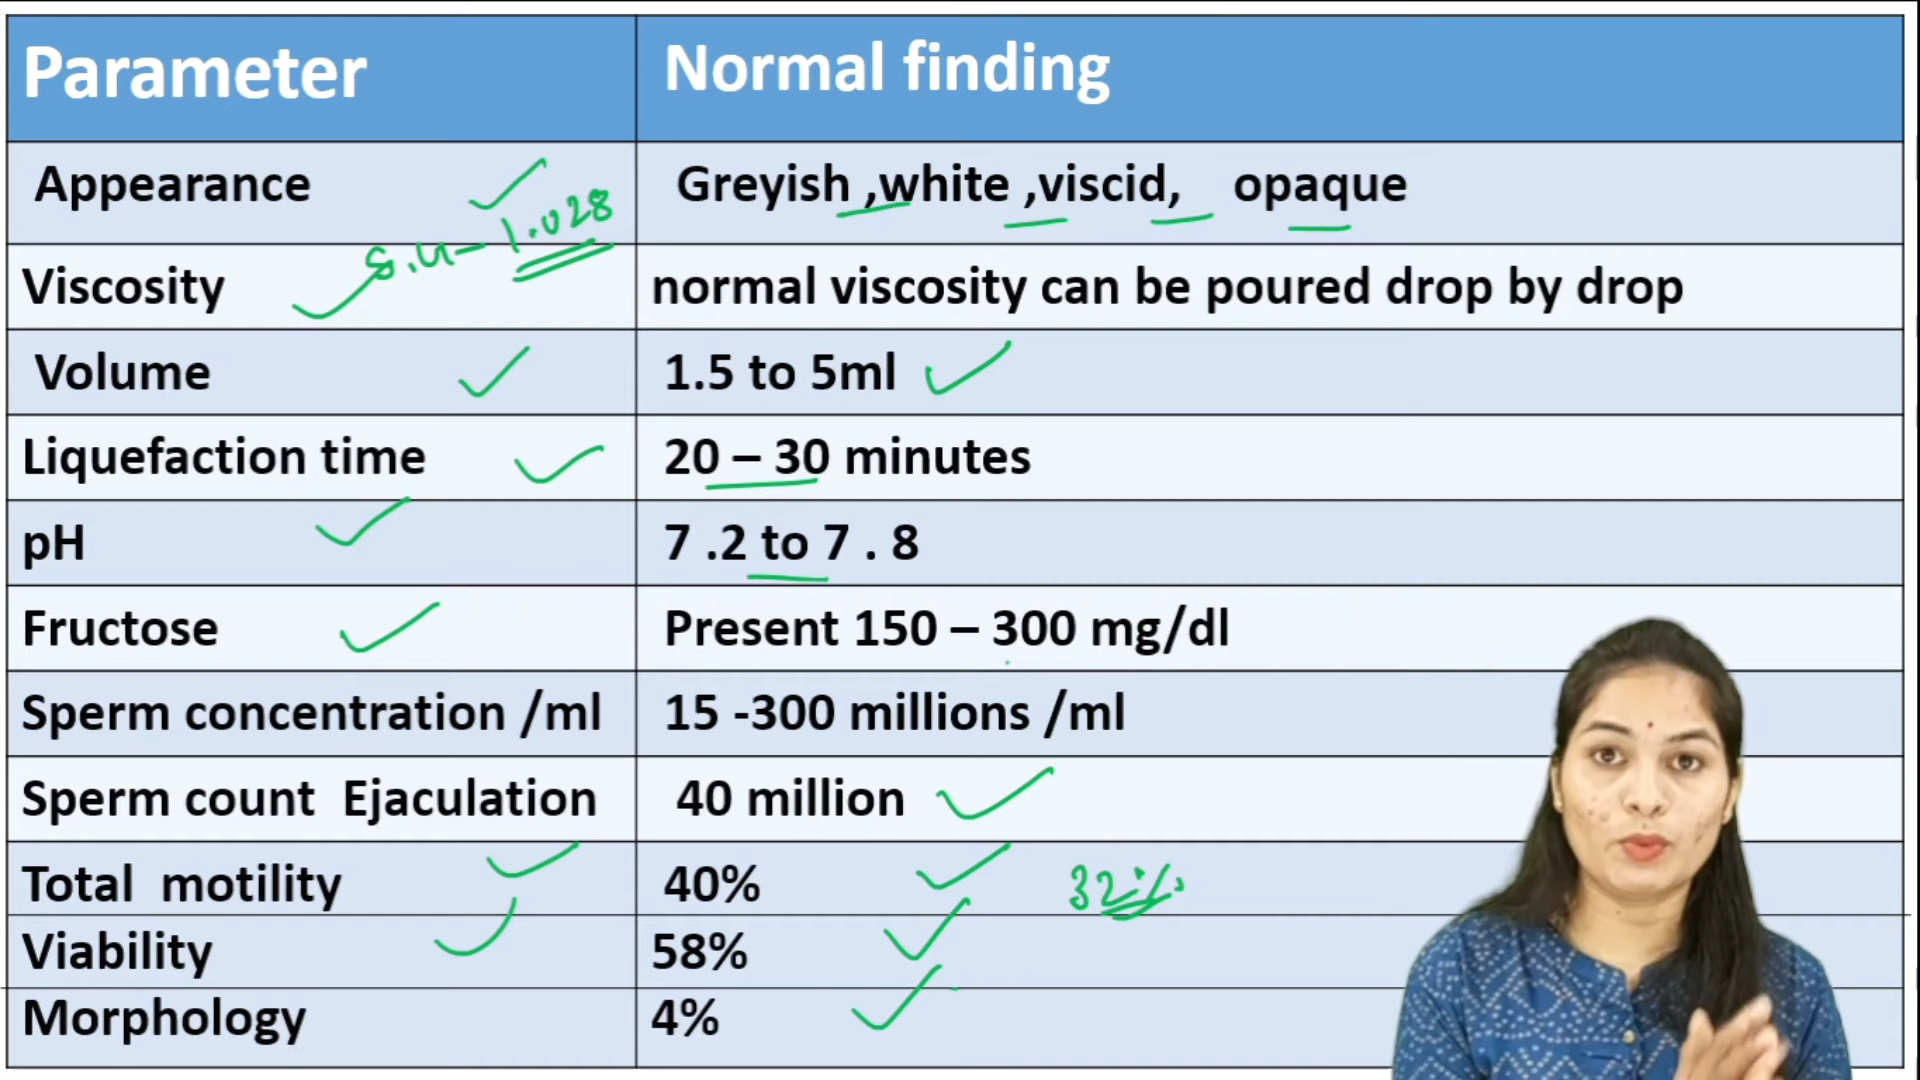 Parameter Normal finding
Appearance Greyish ,white ,viscid, opaque
1.028
Viscosity normal viscosity can be poured drop by drop
Volume 1.5 to 5ml
Liquefaction time 20 – 30 minutes
pH 7 .2 to 7 . 8
Fructose Present 150 – 300 mg/dl
Sperm concentration /ml 15 -300 millions /ml
Sperm count Ejaculation 40 million
Total motility 40% 32%
Viability 58%
Morphology 4%